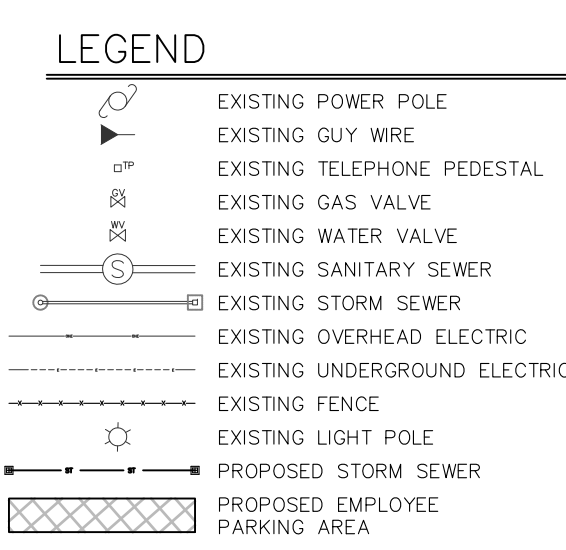 LEGEND
EXISTING POWER POLE
EXISTING GUY WIRE
TP EXISTING TELEPHONE PEDESTAL
GV EXISTING GAS VALVE
WV EXISTING WATER VALVE
S EXISTING SANITARY SEWER
EXISTING STORM SEWER
EXISTING OVERHEAD ELECTRIC
E E E E EXISTING UNDERGROUND ELECTRIC
X X X X X X X X X EXISTING FENCE
EXISTING LIGHT POLE
ST ST PROPOSED STORM SEWER
PROPOSED EMPLOYEE
PARKING AREA